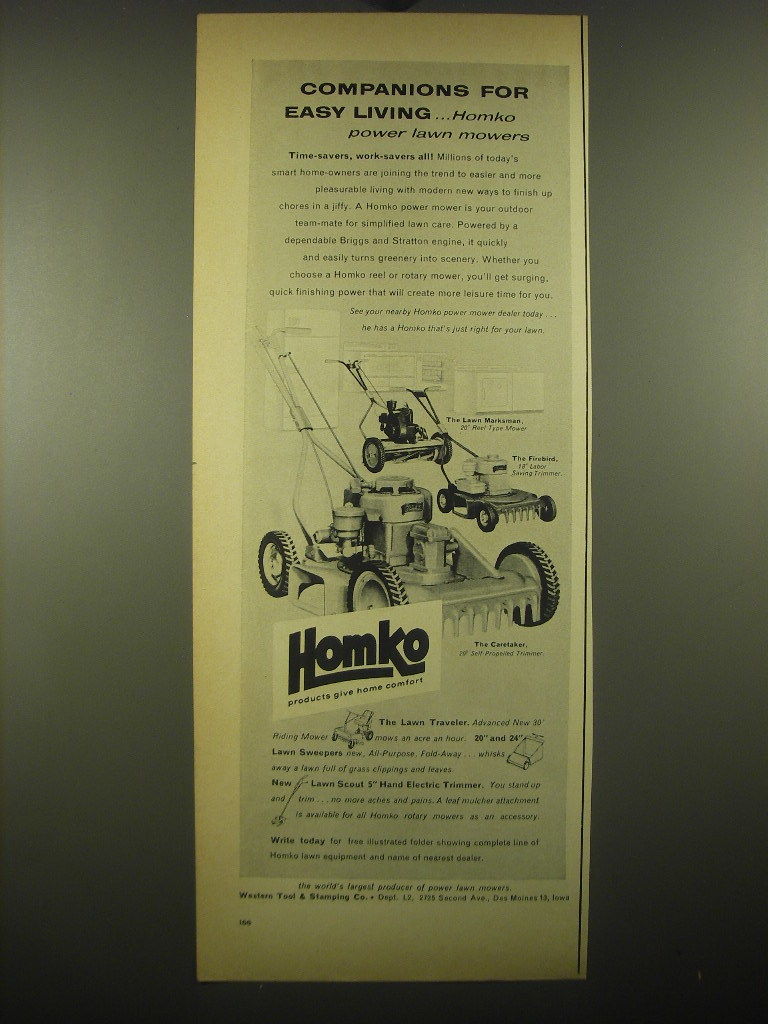 COMPANIONS FOR
EASY LIVING ...Homko
power lawn mowers
Time-savers, work-savers all! Millions of today's
smart home-owners are joining the trend to easier and more
pleasurable living with modern new ways to finish up
chores in a jiffy. A Homko power mower is your outdoor
team-mate for simplified lawn care. Powered by a
dependable Briggs and Stratton engine, it quickly
and easily turns greenery into scenery. Whether you
choose a Homko reel or rotary mower, you'll get surging,
quick finishing power that will create more leisure time for you.
See your nearby Homko power mower dealer today ...
he has a Homko that's just right for your lawn.
The Lawn Marksman,
20" Reel Type Mower
The Firebird,
18" Labor
Saving Trimmer.
The Caretaker,
Self Propelled Trimmer.
Homko
products give home comfort
The Lawn Traveler. Advanced New 30"
Riding Mower mows an acre an hour. 20" and 24"
Lawn Sweepers new, All-Purpose, Fold-Away ... whisks
away a lawn full of grass clippings and leaves.
New Lawn Scout 5" Hand Electric Trimmer. You stand up
and trim ... no more aches and pains. A leaf mulcher attachment
is available for all Homko rotary mowers as an accessory.
Write today for free illustrated folder showing complete line of
Homko lawn equipment and name of nearest dealer.
the world's largest producer of power lawn mowers.
Western Tool & Stamping Co. • Dept. L2, 2725 Second Ave., Des Moines 13, Iowa
166